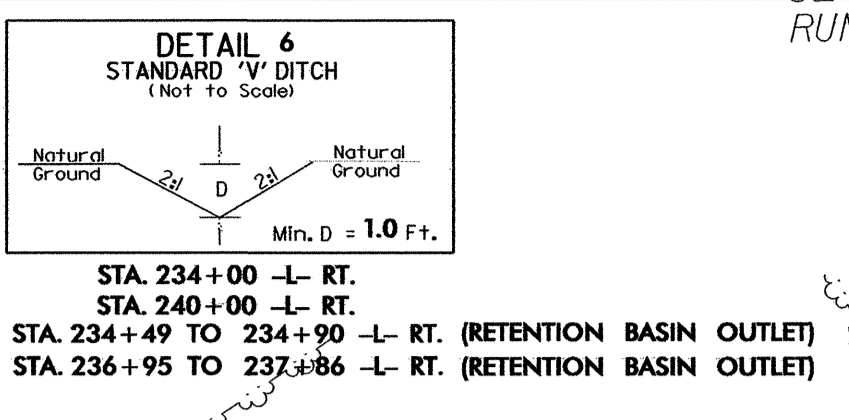 RUN
DETAIL 6
STANDARD 'V' DITCH
(Not to Scale)
Natural Ground
Natural Ground
2:1
D
2:1
Min. D = 1.0 Ft.
STA. 234+00 -L- RT.
STA. 240+00 -L- RT.
STA. 234+49 TO 234+90 -L- RT. (RETENTION BASIN OUTLET)
STA. 236+95 TO 237+86 -L- RT. (RETENTION BASIN OUTLET)